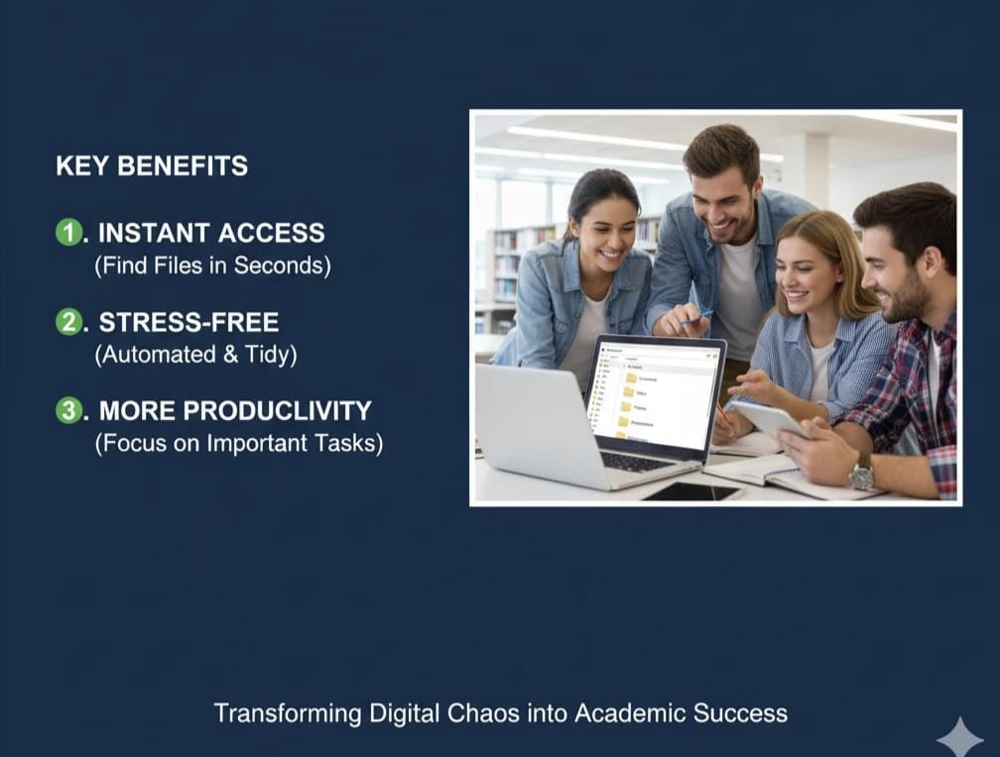 KEY BENEFITS
1. INSTANT ACCESS
(Find Files in Seconds)
2. STRESS-FREE
(Automated & Tidy)
3. MORE PRODUCLIVITY
(Focus on Important Tasks)
Transforming Digital Chaos into Academic Success